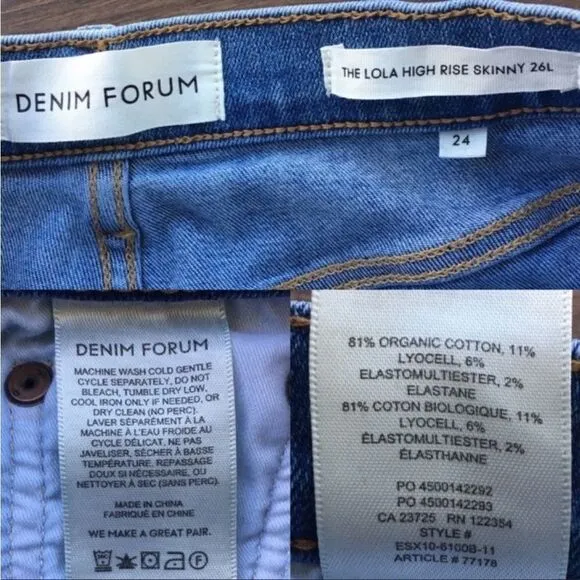 DENIM FORUM
THE LOLA HIGH RISE SKINNY 26L
24
DENIM FORUM
MACHINE WASH COLD GENTLE
CYCLE SEPARATELY, DO NOT
BLEACH, TUMBLE DRY LOW.
COOL IRON ONLY IF NEEDED, OR
DRY CLEAN (NO PERC).
LAVER SÉPARÉMENT À LA
MACHINE À L'EAU FROIDE AU
CYCLE DÉLICAT, NE PAS
JAVELISER, SÉCHER À BASSE
TEMPÉRATURE. REPASSAGE
DOUX SI NÉCESSAIRE, OU
NETTOYER À SEC (SANS PERC).
MADE IN CHINA
FABRIQUÉ EN CHINE
WE MAKE A GREAT PAIR.
81% ORGANIC COTTON, 11%
LYOCELL, 6%
ELASTOMULTIESTER, 2%
ELASTANE
81% COTON BIOLOGIQUE, 11%
LYOCELL, 6%
ÉLASTOMULTIESTER, 2%
ÉLASTHANNE
PO 4500142292
PO 4500142293
CA 23725 RN 122354
STYLE #
ESX10-6100B-11
ARTICLE # 77178